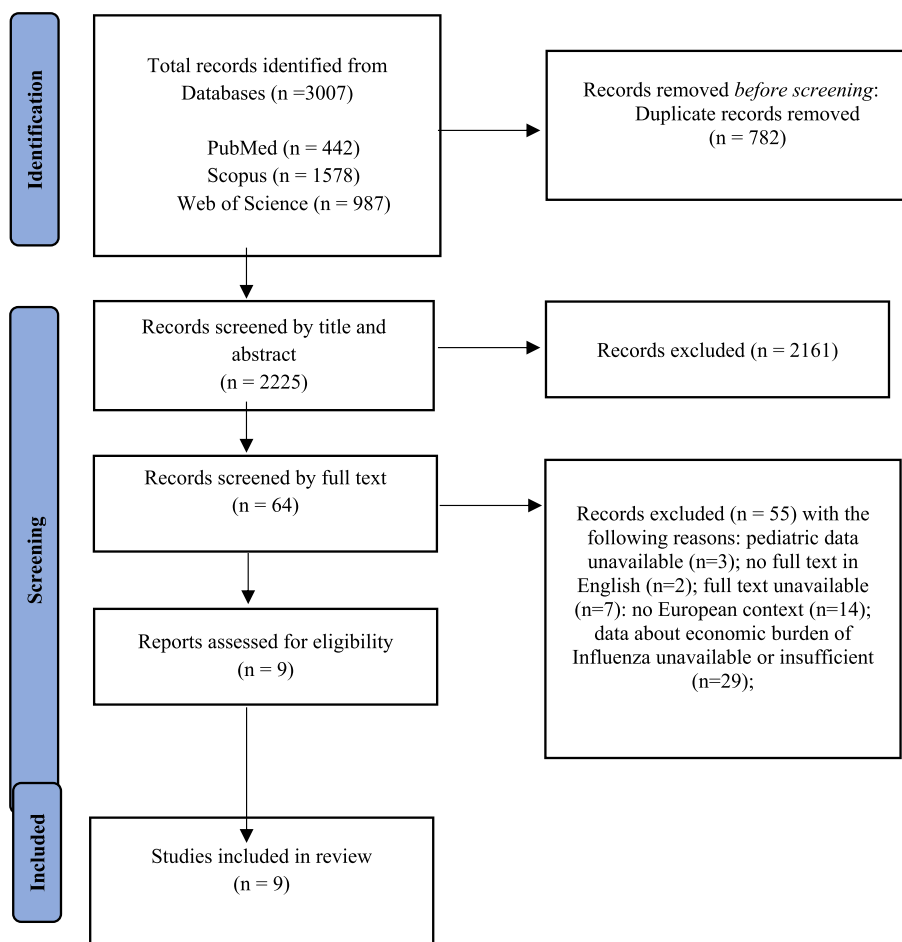 Identification
Total records identified from
Databases (n =3007)
PubMed (n = 442)
Scopus (n = 1578)
Web of Science (n = 987)
Records removed before screening:
Duplicate records removed
(n = 782)
Screening
Records screened by title and
abstract
(n = 2225)
Records excluded (n = 2161)
Records screened by full text
(n = 64)
Records excluded (n = 55) with the
following reasons: pediatric data
unavailable (n=3); no full text in
English (n=2); full text unavailable
(n=7): no European context (n=14);
data about economic burden of
Influenza unavailable or insufficient
(n=29);
Reports assessed for eligibility
(n = 9)
Included
Studies included in review
(n = 9)